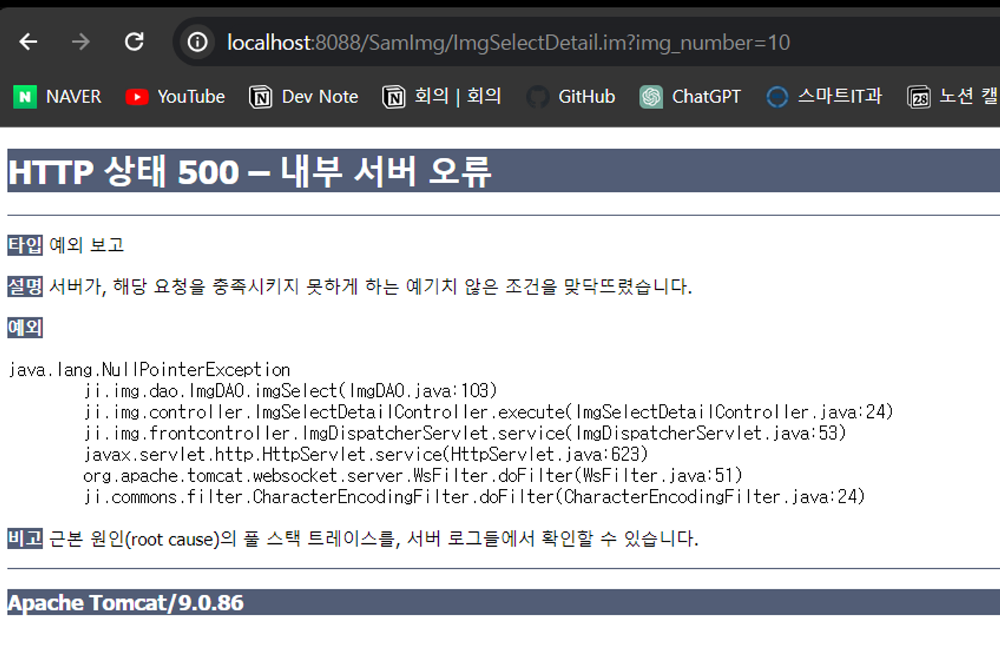 localhost:8088/SamImg/ImgSelectDetail.im?img_number=10
N NAVER YouTube N Dev Note N 회의 | 회의 GitHub ChatGPT 스마트IT과 28 노션 캘
HTTP 상태 500 – 내부 서버 오류
타입 예외 보고
설명 서버가, 해당 요청을 충족시키지 못하게 하는 예기치 않은 조건을 맞닥뜨렸습니다.
예외
java.lang.NullPointerException
ji.img.dao.ImgDAO.imgSelect(ImgDAO.java:103)
ji.img.controller.ImgSelectDetailController.execute(ImgSelectDetailController.java:24)
ji.img.frontcontroller.ImgDispatcherServlet.service(ImgDispatcherServlet.java:53)
javax.servlet.http.HttpServlet.service(HttpServlet.java:623)
org.apache.tomcat.websocket.server.WsFilter.doFilter(WsFilter.java:51)
ji.commons.filter.CharacterEncodingFilter.doFilter(CharacterEncodingFilter.java:24)
비고 근본 원인(root cause)의 풀 스택 트레이스를, 서버 로그들에서 확인할 수 있습니다.
Apache Tomcat/9.0.86